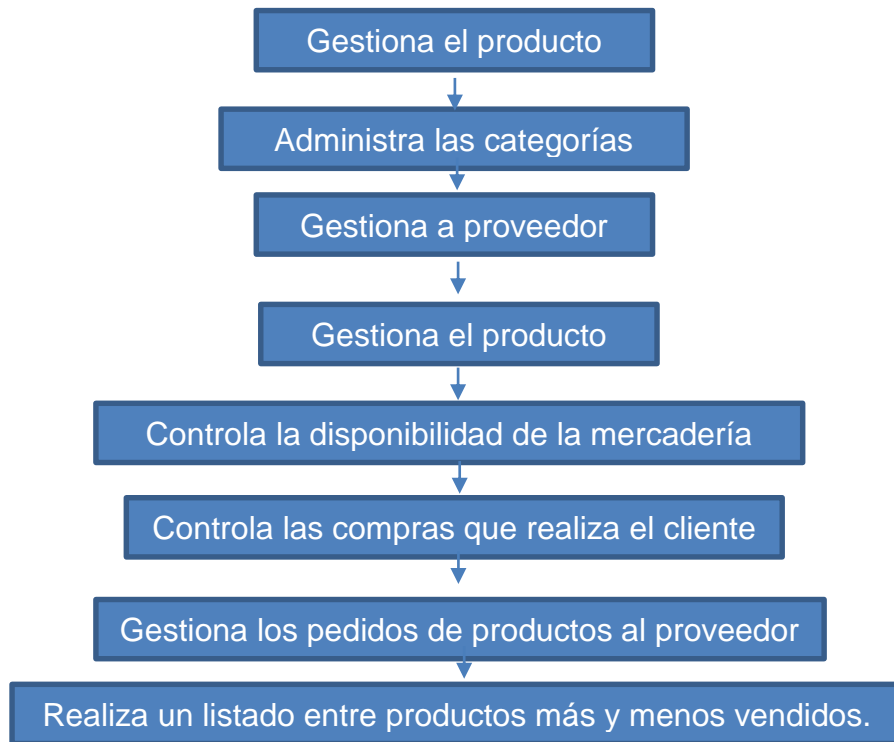 Gestiona el producto
Administra las categorías
Gestiona a proveedor
Gestiona el producto
Controla la disponibilidad de la mercadería
Controla las compras que realiza el cliente
Gestiona los pedidos de productos al proveedor
Realiza un listado entre productos más y menos vendidos.